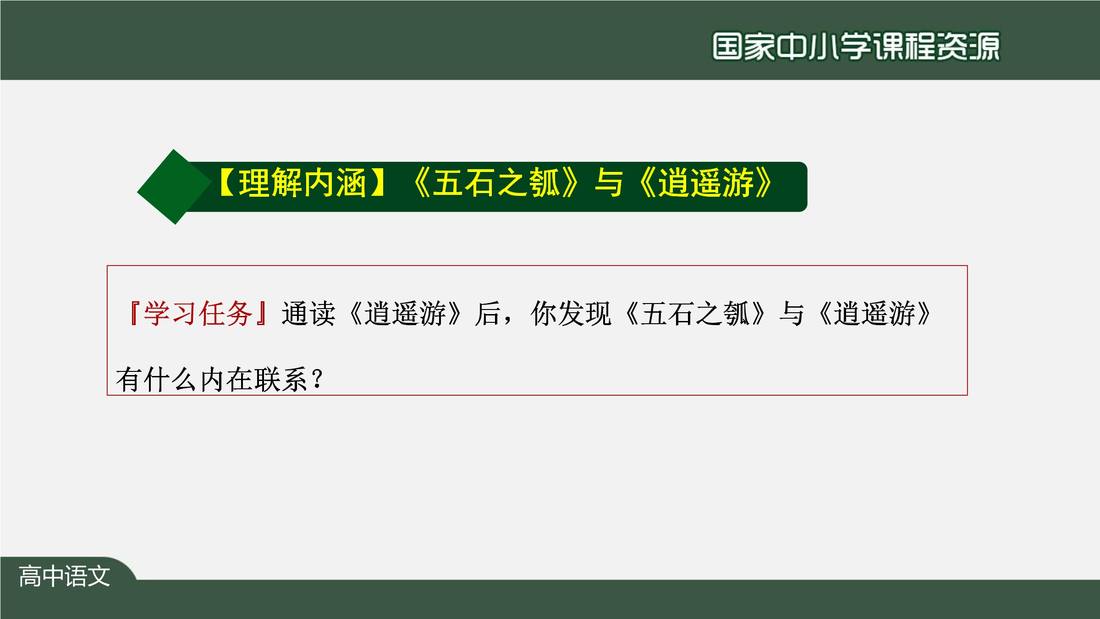 国家中小学课程资源
【理解内涵】《五石之瓠》与《逍遥游》
『学习任务』通读《逍遥游》后，你发现《五石之瓠》与《逍遥游》
有什么内在联系？
高中语文